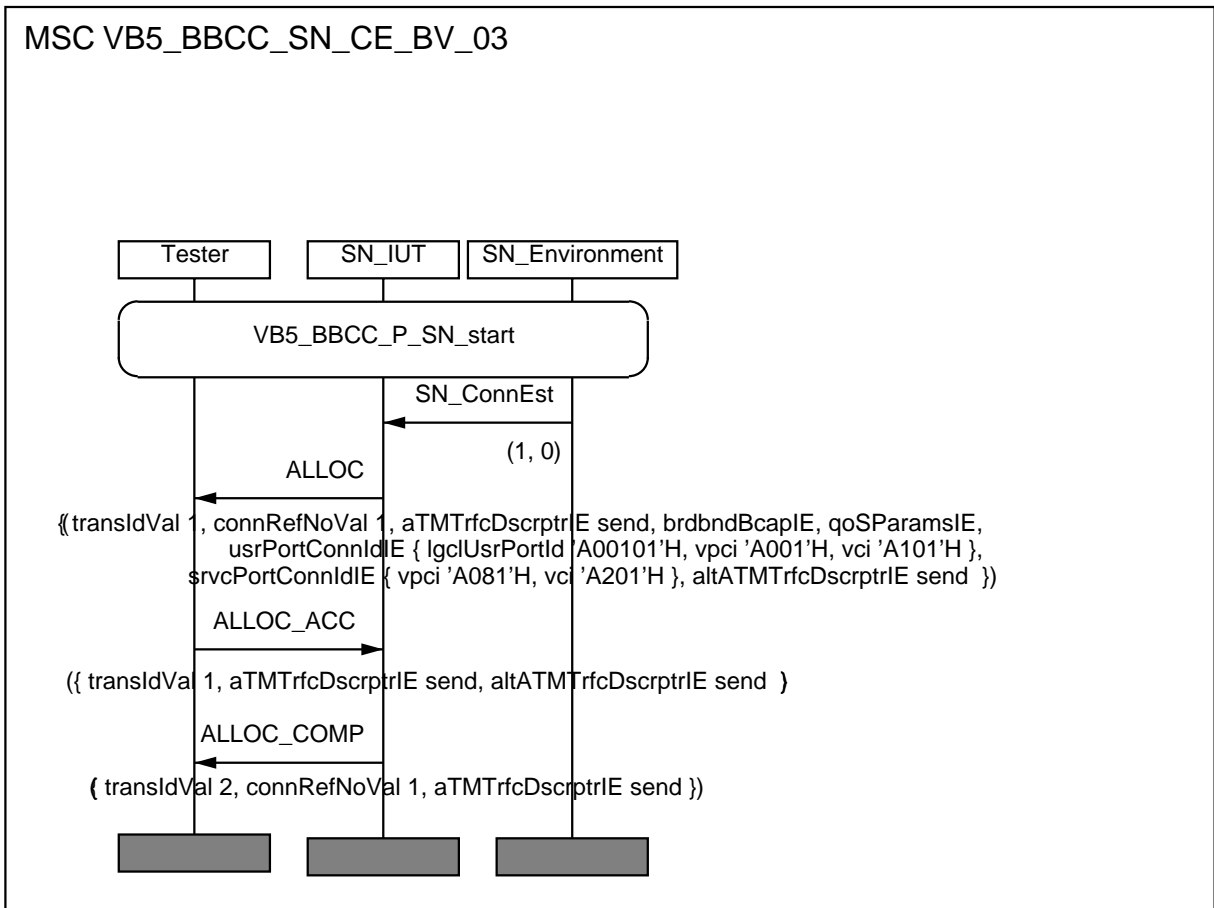 MSC VB5_BBCC_SN_CE_BV_03
Tester SN_IUT SN_Environment
VB5_BBCC_P_SN_start
SN_ConnEst
(1, 0)
ALLOC
({ transIdVal 1, connRefNoVal 1, aTMTrfcDscrptrIE send, brdbndBcapIE, qoSParamsIE,
usrPortConnIdIE { lgclUsrPortId 'A00101'H, vpci 'A001'H, vci 'A101'H },
srvcPortConnIdIE { vpci 'A081'H, vci 'A201'H }, altATMTrfcDscrptrIE send })
ALLOC_ACC
({ transIdVal 1, aTMTrfcDscrptrIE send, altATMTrfcDscrptrIE send })
ALLOC_COMP
({ transIdVal 2, connRefNoVal 1, aTMTrfcDscrptrIE send })